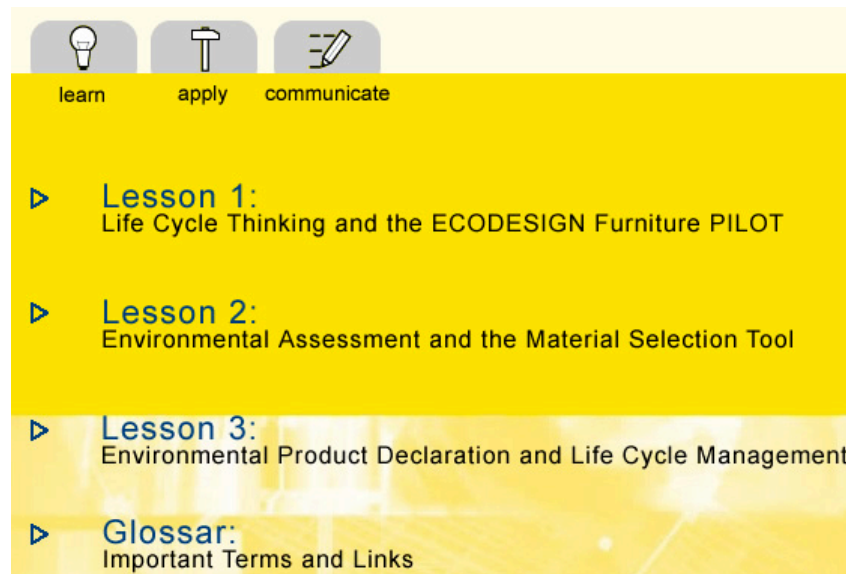 learn apply communicate
Lesson 1:
Life Cycle Thinking and the ECODESIGN Furniture PILOT
Lesson 2:
Environmental Assessment and the Material Selection Tool
Lesson 3:
Environmental Product Declaration and Life Cycle Management
Glossar:
Important Terms and Links